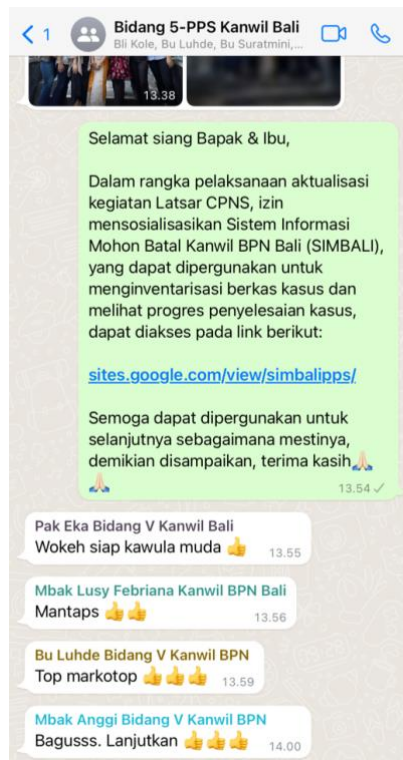 1
Bidang 5-PPS Kanwil Bali
Bli Kole, Bu Luhde, Bu Suratmini,...
13.38
Selamat siang Bapak & Ibu,
Dalam rangka pelaksanaan aktualisasi
kegiatan Latsar CPNS, izin
mensosialisasikan Sistem Informasi
Mohon Batal Kanwil BPN Bali (SIMBALI),
yang dapat dipergunakan untuk
menginventarisasi berkas kasus dan
melihat progres penyelesaian kasus,
dapat diakses pada link berikut:
sites.google.com/view/simbalipps/
Semoga dapat dipergunakan untuk
selanjutnya sebagaimana mestinya,
demikian disampaikan, terima kasih🙏🏻
🙏🏻 13.54 ✓
Pak Eka Bidang V Kanwil Bali
Wokeh siap kawula muda 👍 13.55
Mbak Lusy Febriana Kanwil BPN Bali
Mantaps 👍👍 13.56
Bu Luhde Bidang V Kanwil BPN
Top markotop 👍👍👍 13.59
Mbak Anggi Bidang V Kanwil BPN
Bagusss. Lanjutkan 👍👍👍 14.00